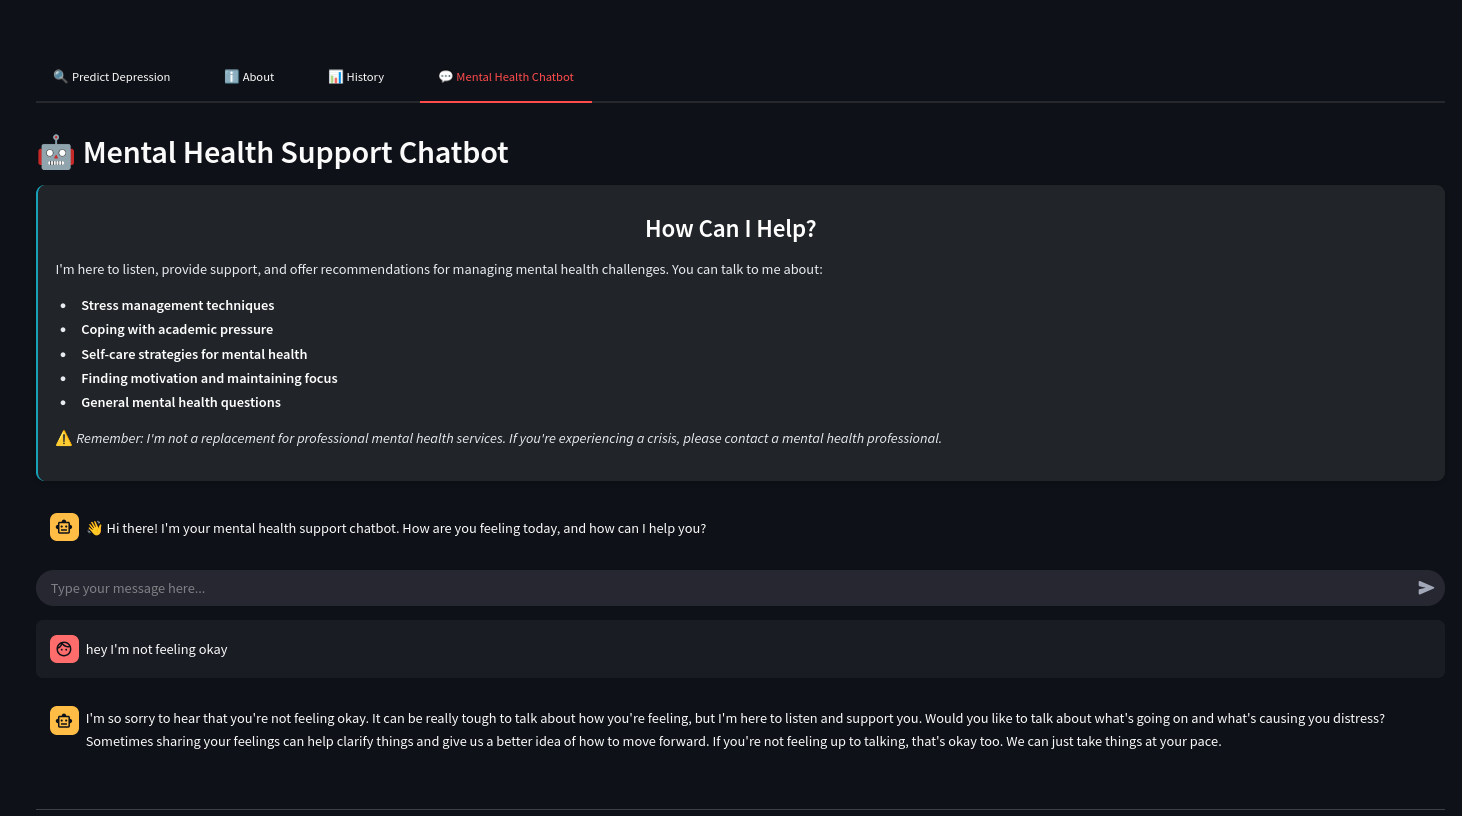 🔍 Predict Depression
ℹ️ About
📊 History
💬 Mental Health Chatbot
🤖 Mental Health Support Chatbot
How Can I Help?
I'm here to listen, provide support, and offer recommendations for managing mental health challenges. You can talk to me about:
• Stress management techniques
• Coping with academic pressure
• Self-care strategies for mental health
• Finding motivation and maintaining focus
• General mental health questions
⚠️ Remember: I'm not a replacement for professional mental health services. If you're experiencing a crisis, please contact a mental health professional.
👋 Hi there! I'm your mental health support chatbot. How are you feeling today, and how can I help you?
Type your message here...
hey I'm not feeling okay
I'm so sorry to hear that you're not feeling okay. It can be really tough to talk about how you're feeling, but I'm here to listen and support you. Would you like to talk about what's going on and what's causing you distress?
Sometimes sharing your feelings can help clarify things and give us a better idea of how to move forward. If you're not feeling up to talking, that's okay too. We can just take things at your pace.